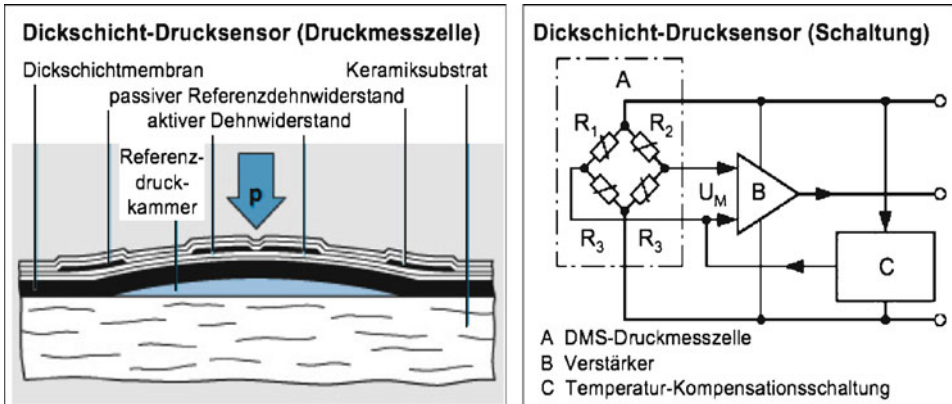 Dickschicht-Drucksensor (Druckmesszelle)
Dickschichtmembran
Keramiksubstrat
passiver Referenzdehnwiderstand
aktiver Dehnwiderstand
Referenz-
druck-
kammer
p
Dickschicht-Drucksensor (Schaltung)
A
R1 R2
UM B
R3 R3
C
A DMS-Druckmesszelle
B Verstärker
C Temperatur-Kompensationsschaltung